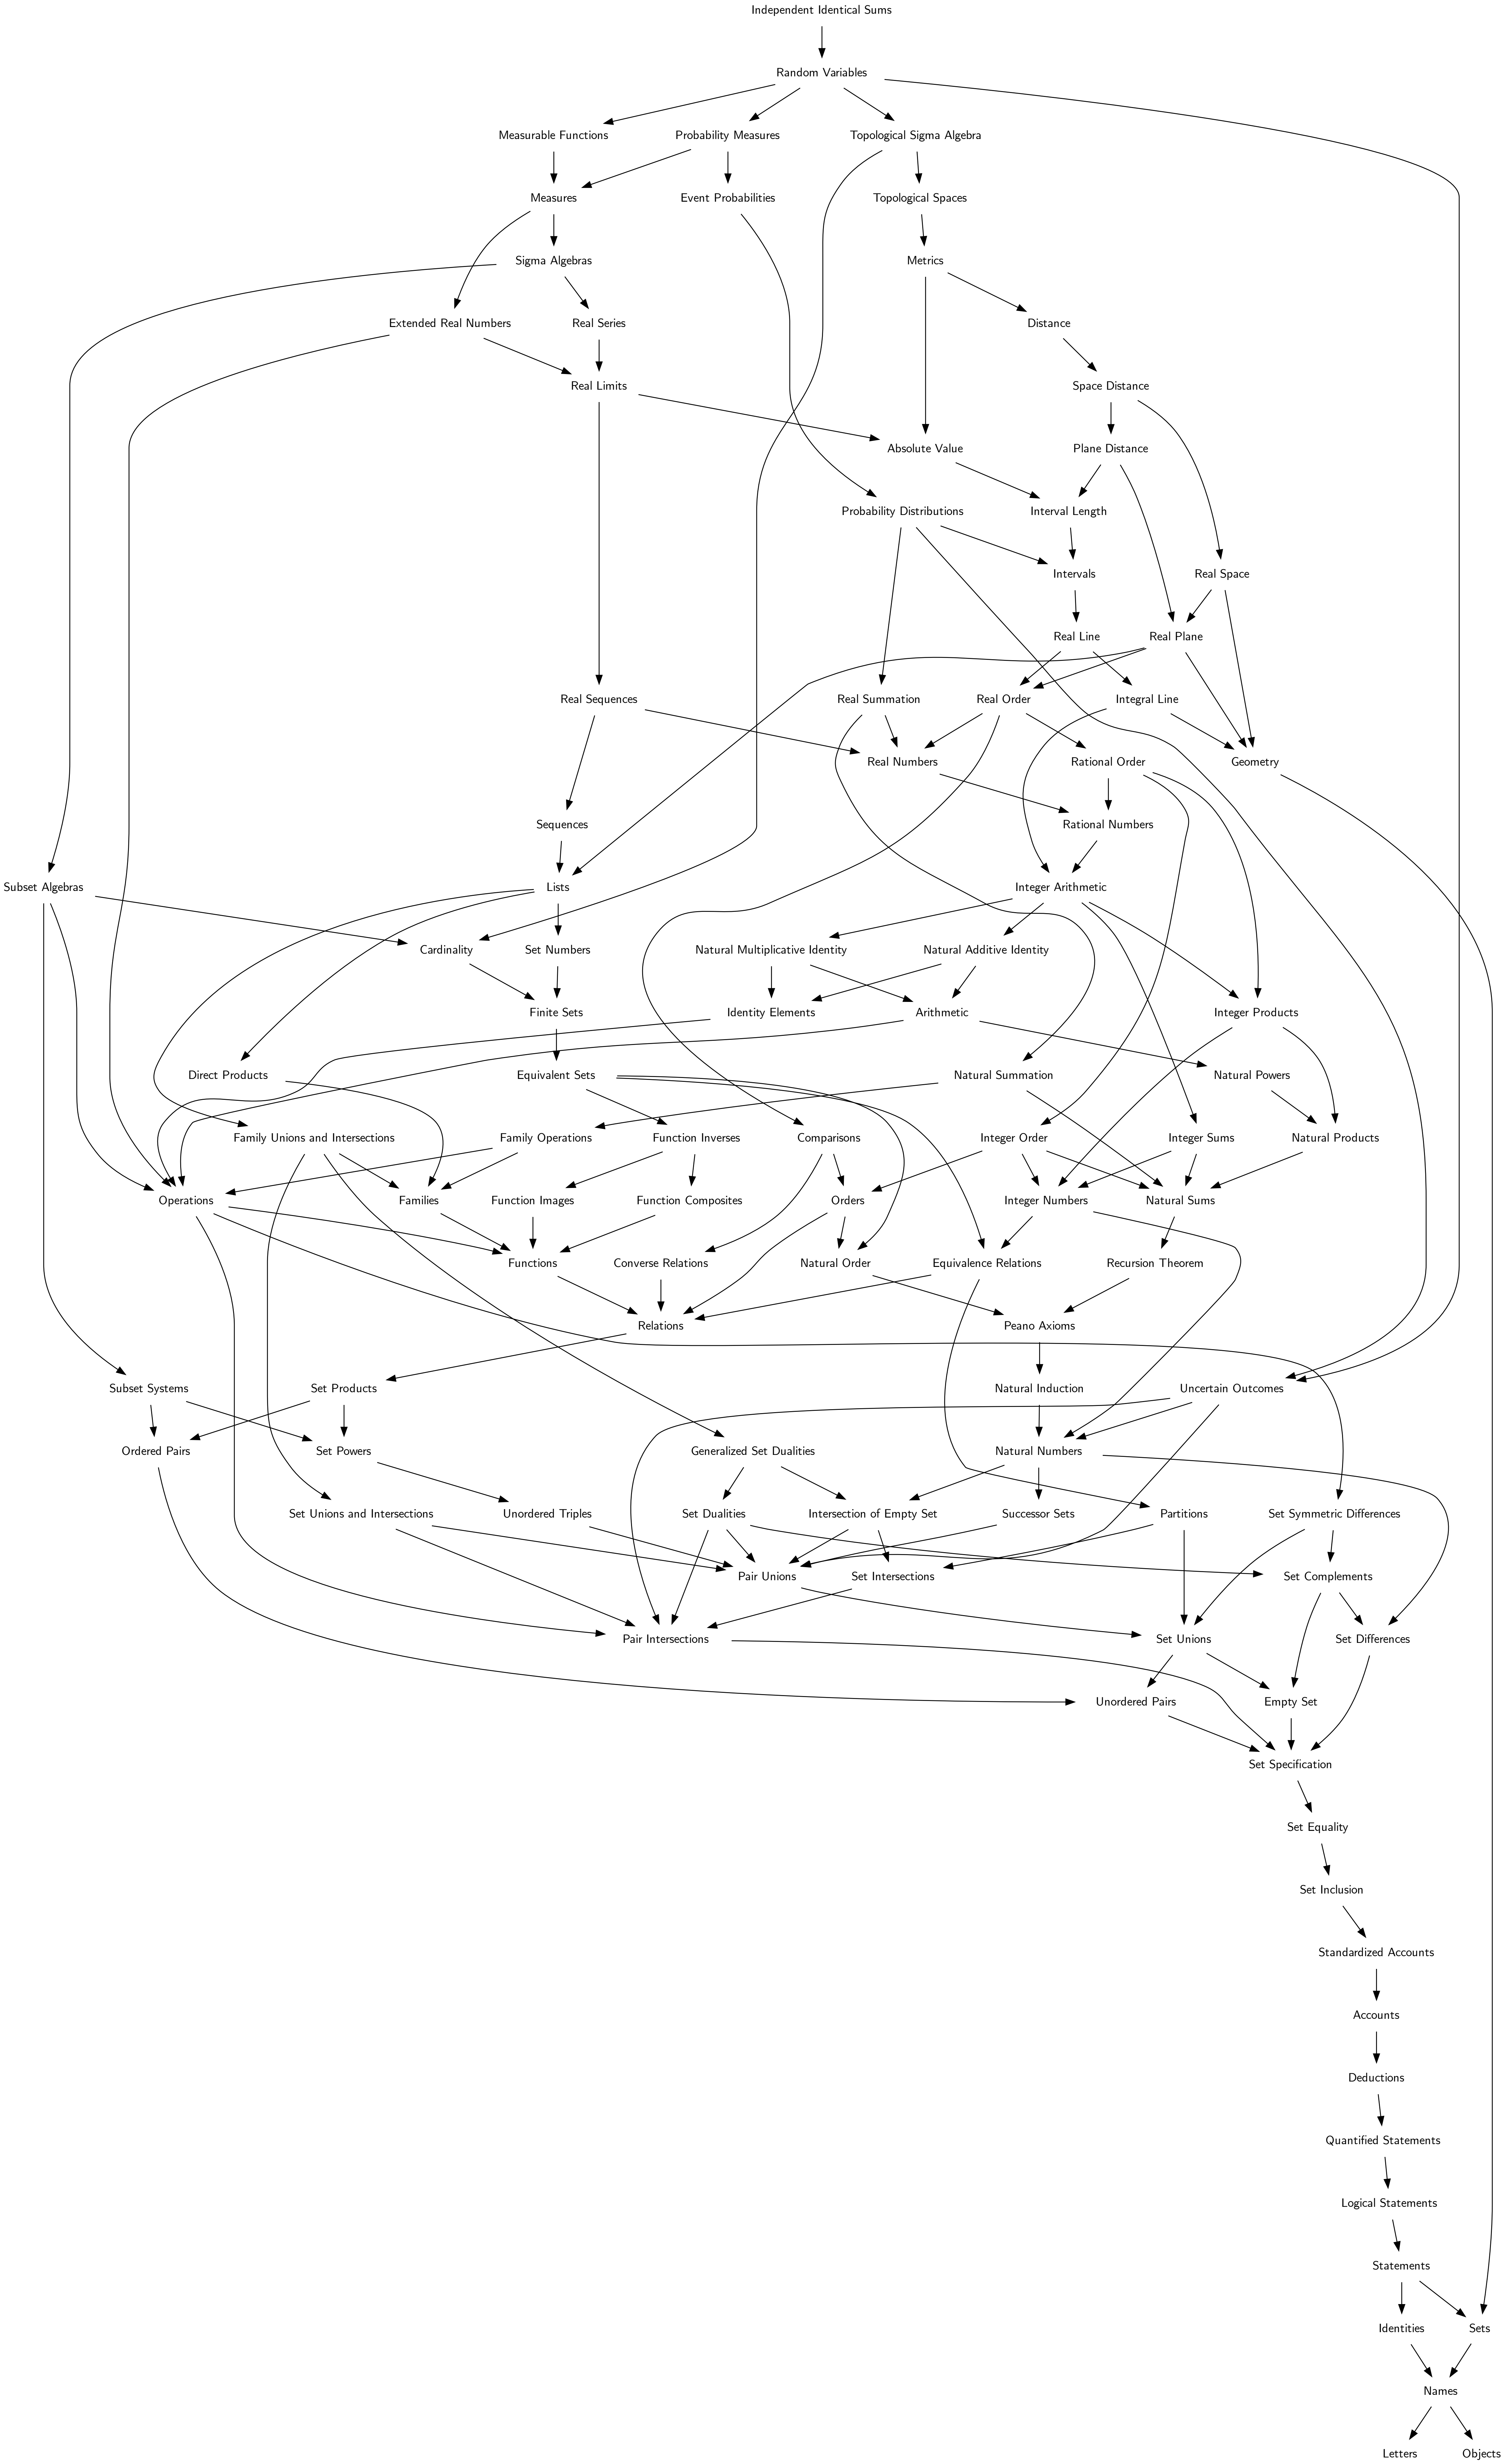 Independent Identical Sums
Random Variables
Measurable Functions
Probability Measures
Topological Sigma Algebra
Measures
Event Probabilities
Topological Spaces
Sigma Algebras
Metrics
Extended Real Numbers
Real Series
Distance
Real Limits
Space Distance
Absolute Value
Plane Distance
Probability Distributions
Interval Length
Intervals
Real Space
Real Line
Real Plane
Real Sequences
Real Summation
Real Order
Integral Line
Real Numbers
Rational Order
Geometry
Sequences
Rational Numbers
Subset Algebras
Lists
Integer Arithmetic
Cardinality
Set Numbers
Natural Multiplicative Identity
Natural Additive Identity
Finite Sets
Identity Elements
Arithmetic
Integer Products
Direct Products
Equivalent Sets
Natural Summation
Natural Powers
Family Unions and Intersections
Family Operations
Function Inverses
Comparisons
Integer Order
Integer Sums
Natural Products
Operations
Families
Function Images
Function Composites
Orders
Integer Numbers
Natural Sums
Functions
Converse Relations
Natural Order
Equivalence Relations
Recursion Theorem
Relations
Peano Axioms
Subset Systems
Set Products
Natural Induction
Uncertain Outcomes
Ordered Pairs
Set Powers
Generalized Set Dualities
Natural Numbers
Set Unions and Intersections
Unordered Triples
Set Dualities
Intersection of Empty Set
Successor Sets
Partitions
Set Symmetric Differences
Pair Unions
Set Intersections
Set Complements
Pair Intersections
Set Unions
Set Differences
Unordered Pairs
Empty Set
Set Specification
Set Equality
Set Inclusion
Standardized Accounts
Accounts
Deductions
Quantified Statements
Logical Statements
Statements
Identities
Sets
Names
Letters
Objects